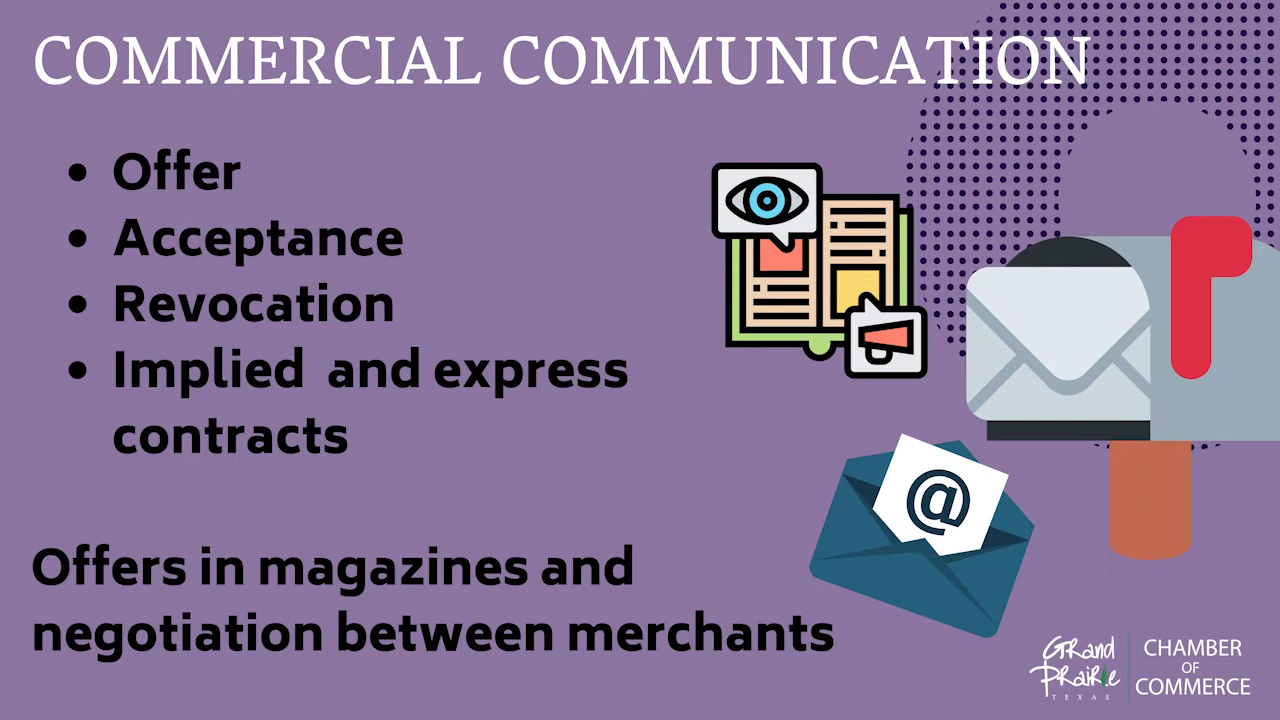 COMMERCIAL COMMUNICATION
• Offer
• Acceptance
• Revocation
• Implied and express
contracts
Offers in magazines and
negotiation between merchants
@
Grand
Prairie
TEXAS
CHAMBER
OF
COMMERCE